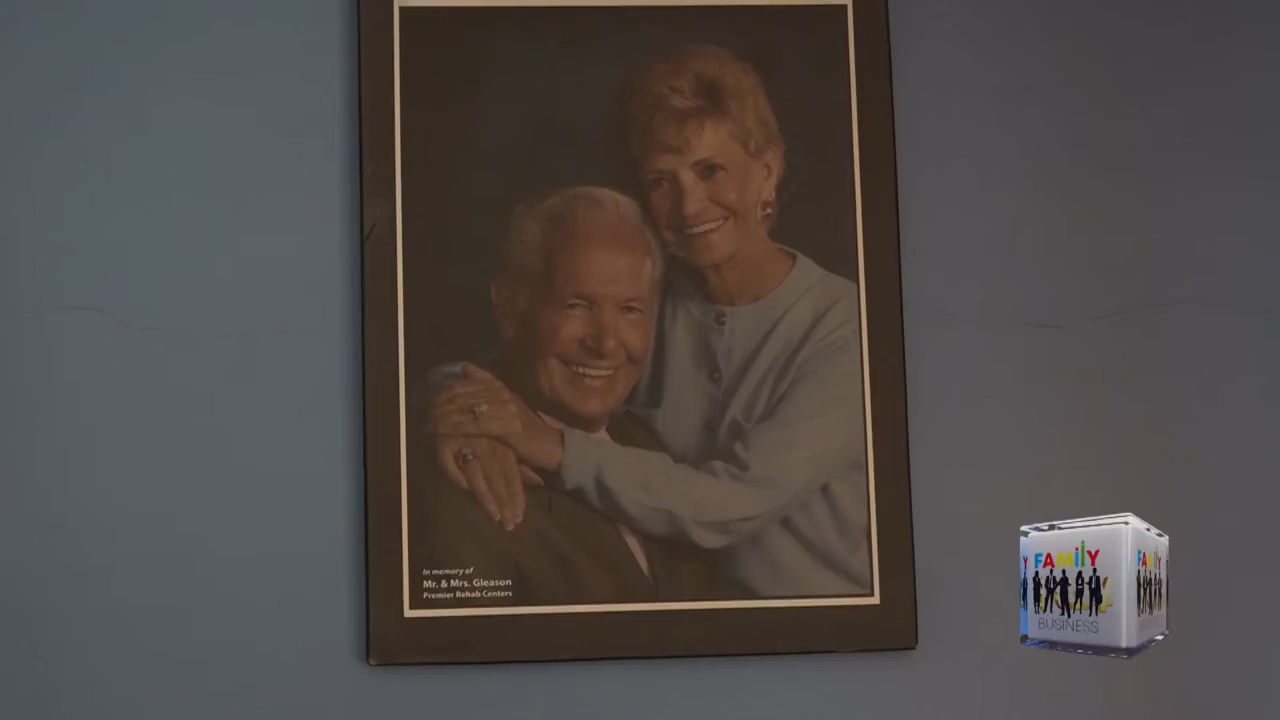 In memory of
Mr. & Mrs. Gleason
Premier Rehab Centers
FAMilY
BUSINESS